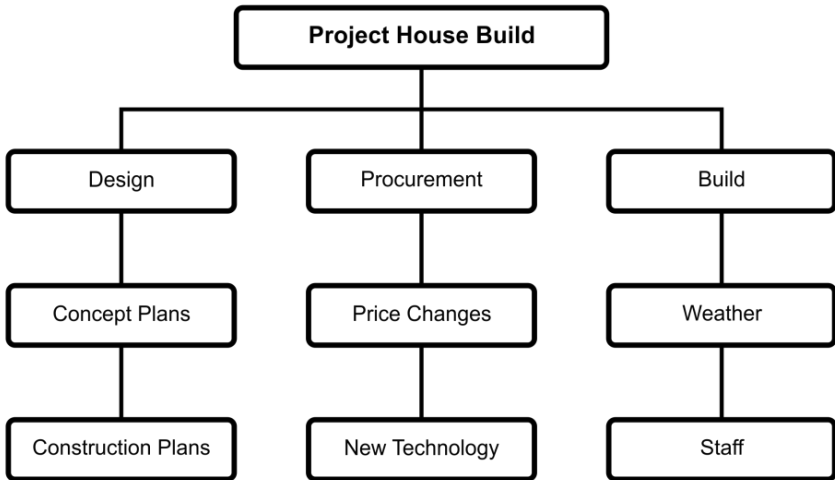 Project House Build
Design
Procurement
Build
Concept Plans
Price Changes
Weather
Construction Plans
New Technology
Staff